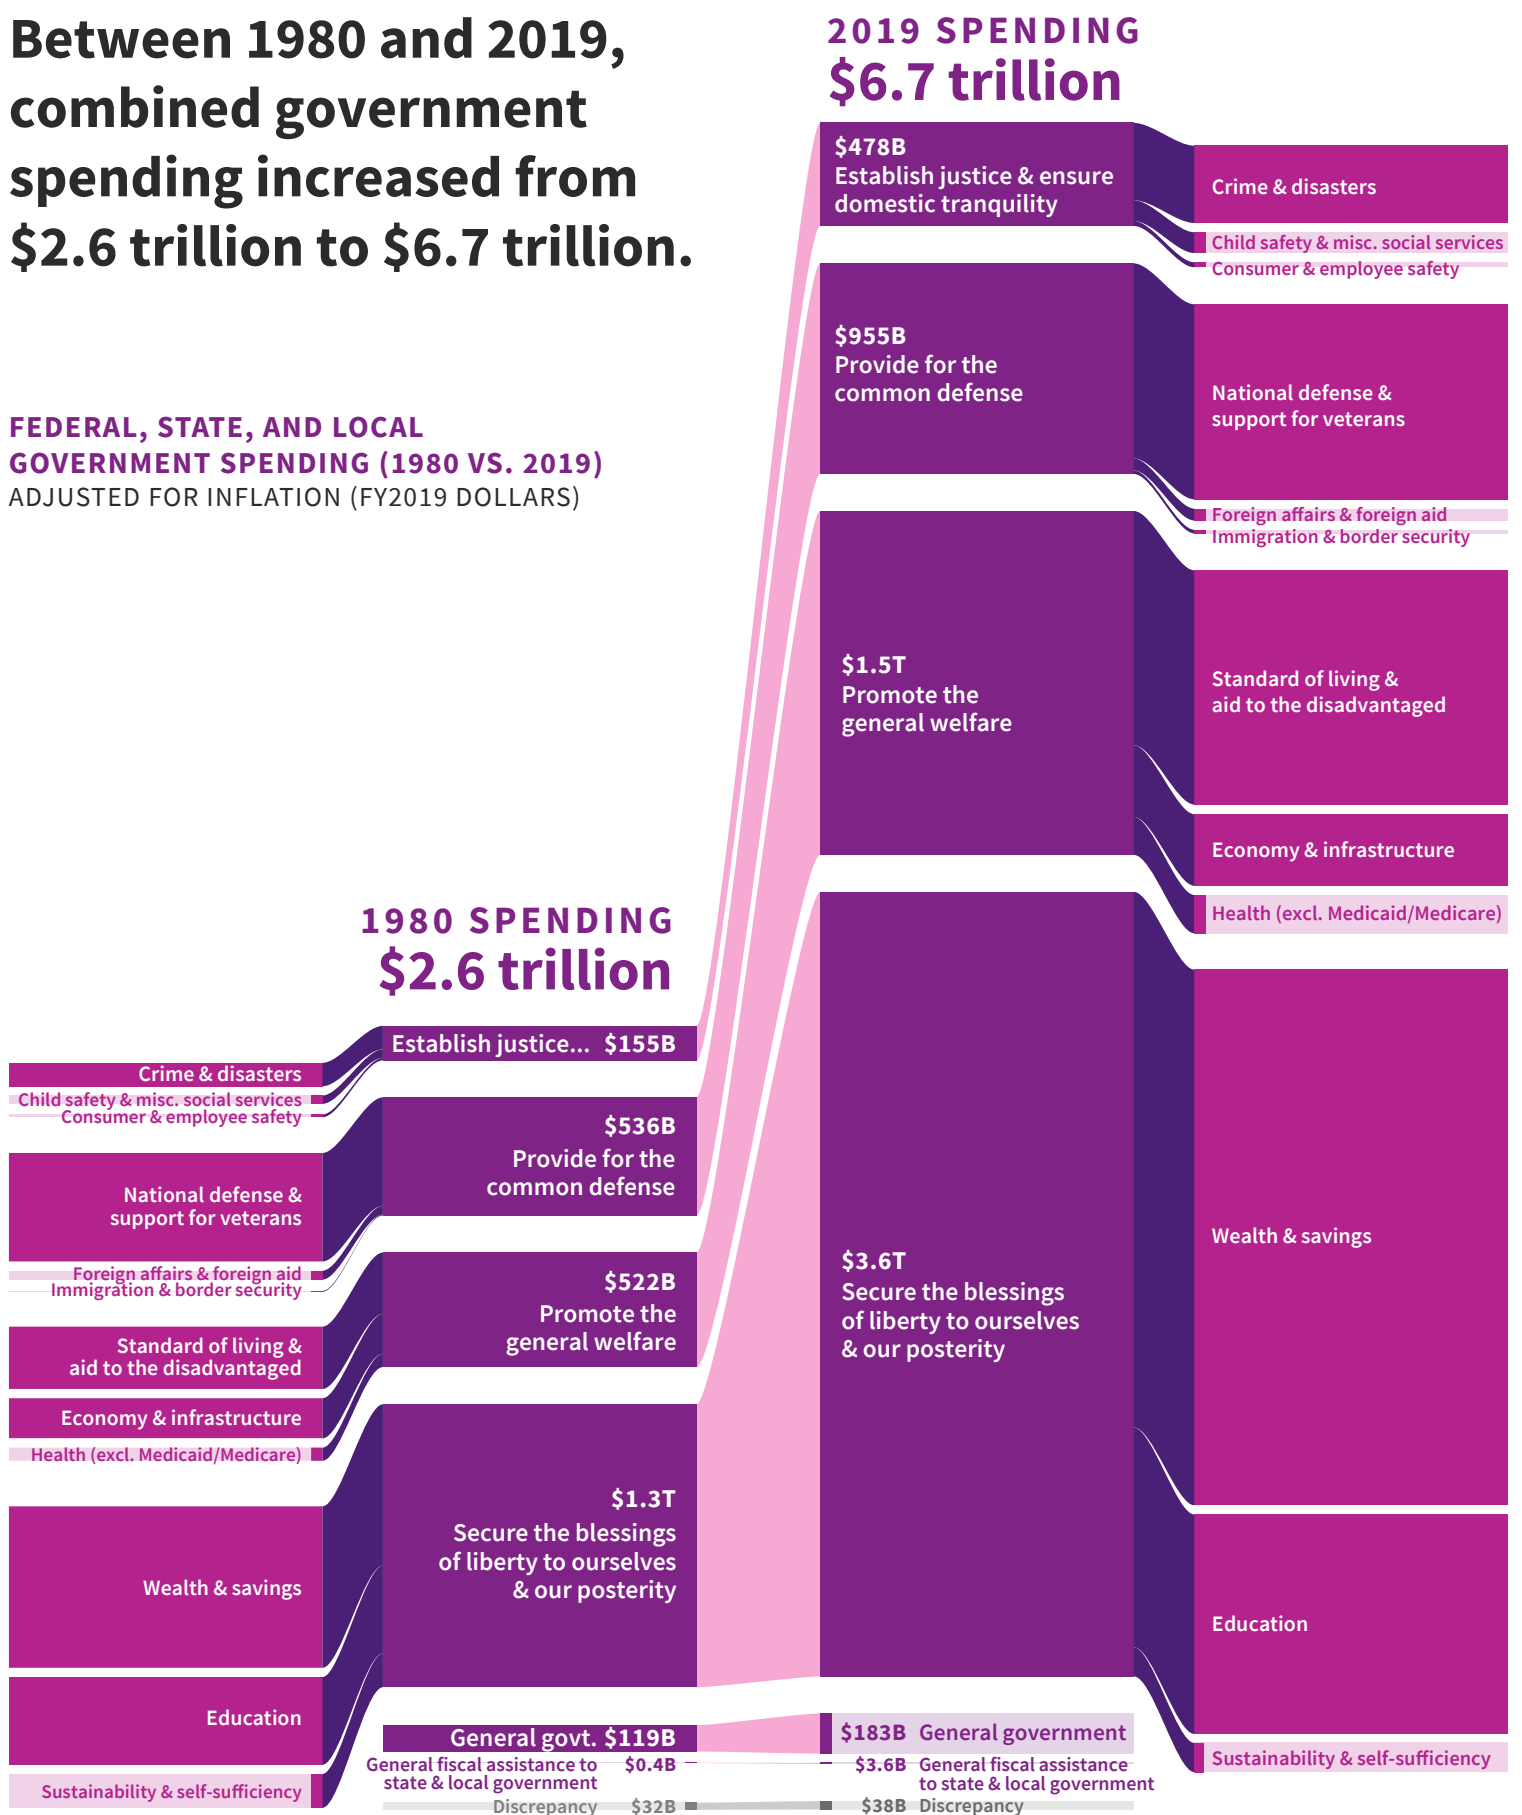 Between 1980 and 2019,
combined government
spending increased from
$2.6 trillion to $6.7 trillion.
FEDERAL, STATE, AND LOCAL
GOVERNMENT SPENDING (1980 VS. 2019)
ADJUSTED FOR INFLATION (FY2019 DOLLARS)
1980 SPENDING
$2.6 trillion
Crime & disasters
Child safety & misc. social services
Consumer & employee safety
National defense &
support for veterans
Foreign affairs & foreign aid
Immigration & border security
Standard of living &
aid to the disadvantaged
Economy & infrastructure
Health (excl. Medicaid/Medicare)
Wealth & savings
Education
Sustainability & self-sufficiency
Establish justice... $155B
$536B
Provide for the
common defense
$522B
Promote the
general welfare
$1.3T
Secure the blessings
of liberty to ourselves
& our posterity
General govt. $119B
General fiscal assistance to $0.4B
state & local government
Discrepancy $32B
2019 SPENDING
$6.7 trillion
$478B
Establish justice & ensure
domestic tranquility
$955B
Provide for the
common defense
$1.5T
Promote the
general welfare
$3.6T
Secure the blessings
of liberty to ourselves
& our posterity
$183B General government
$3.6B General fiscal assistance
to state & local government
$38B Discrepancy
Crime & disasters
Child safety & misc. social services
Consumer & employee safety
National defense &
support for veterans
Foreign affairs & foreign aid
Immigration & border security
Standard of living &
aid to the disadvantaged
Economy & infrastructure
Health (excl. Medicaid/Medicare)
Wealth & savings
Education
Sustainability & self-sufficiency